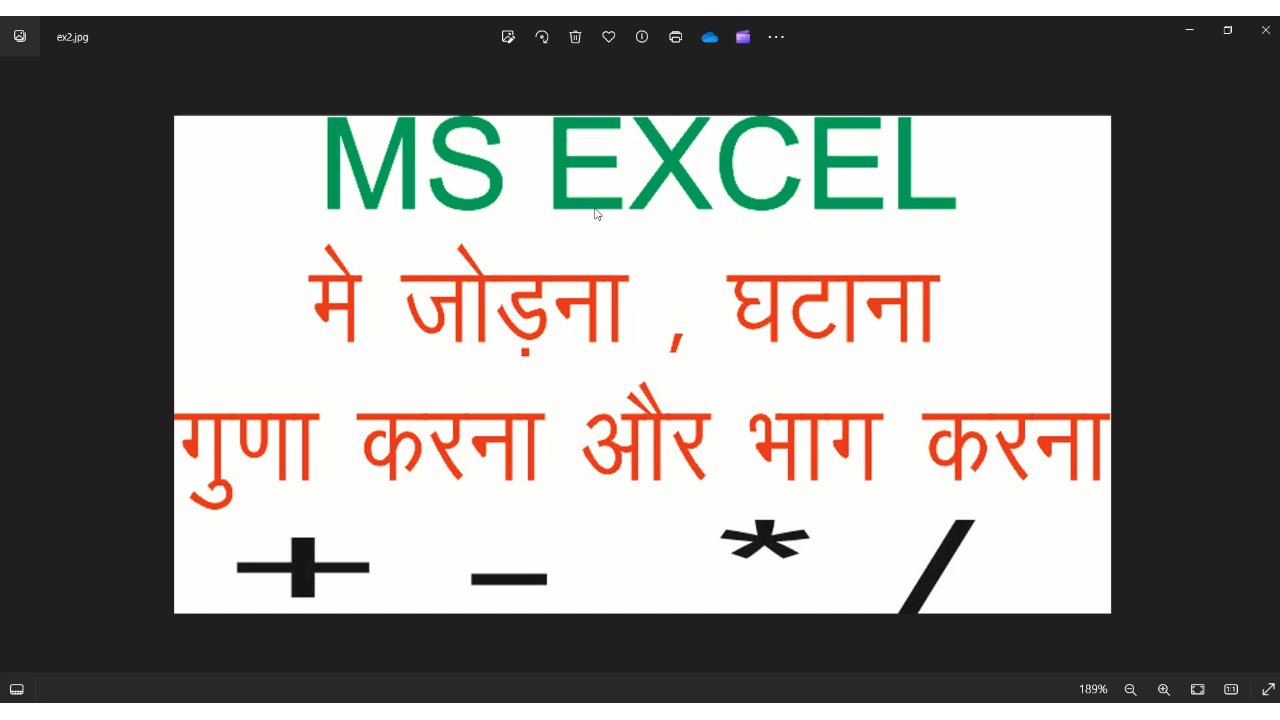 ex2.jpg
MS EXCEL
मे जोड़ना , घटाना
गुणा करना और भाग करना
+ - * /
189%